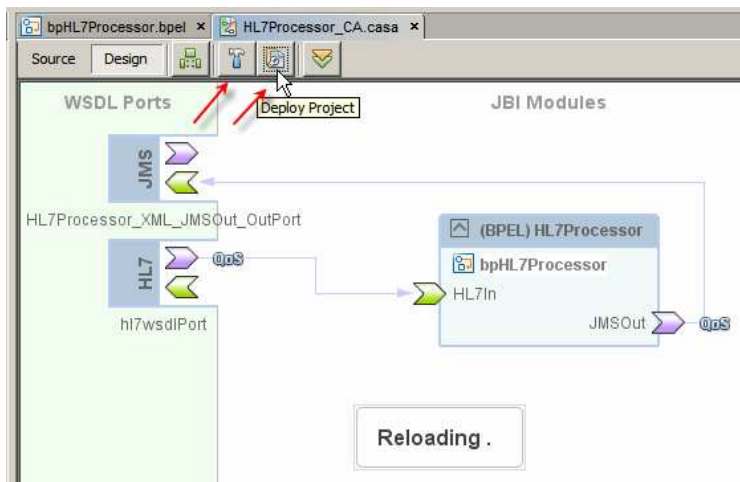 bpHL7Processor.bpel × HL7Processor_CA.casa ×
Source Design
Deploy Project
WSDL Ports JBI Modules
JMS
HL7Processor_XML_JMSOut_OutPort
HL7 QoS
hl7wsdlPort
(BPEL) HL7Processor
bpHL7Processor
HL7In
JMSOut QoS
Reloading .